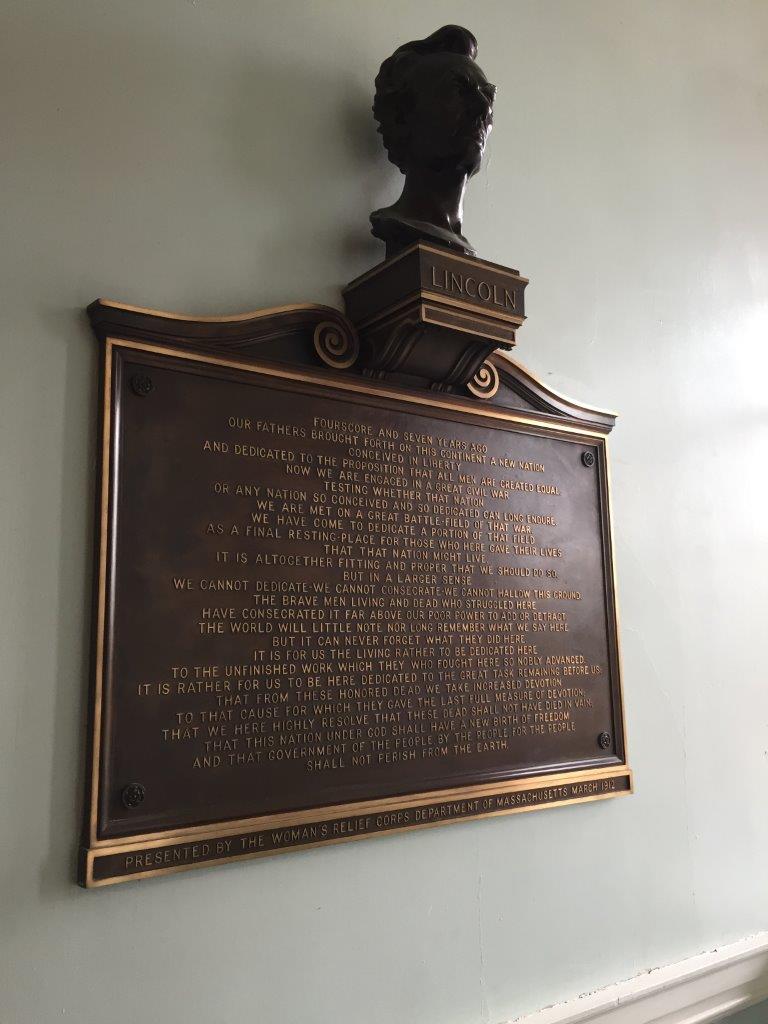 LINCOLN
FOURSCORE AND SEVEN YEARS AGO
OUR FATHERS BROUGHT FORTH ON THIS CONTINENT A NEW NATION
CONCEIVED IN LIBERTY
AND DEDICATED TO THE PROPOSITION THAT ALL MEN ARE CREATED EQUAL.
NOW WE ARE ENGAGED IN A GREAT CIVIL WAR
TESTING WHETHER THAT NATION
OR ANY NATION SO CONCEIVED AND SO DEDICATED CAN LONG ENDURE.
WE ARE MET ON A GREAT BATTLE-FIELD OF THAT WAR.
WE HAVE COME TO DEDICATE A PORTION OF THAT FIELD
AS A FINAL RESTING-PLACE FOR THOSE WHO HERE GAVE THEIR LIVES
THAT THAT NATION MIGHT LIVE.
IT IS ALTOGETHER FITTING AND PROPER THAT WE SHOULD DO SO.
BUT IN A LARGER SENSE
WE CANNOT DEDICATE-WE CANNOT CONSECRATE-WE CANNOT HALLOW THIS GROUND.
THE BRAVE MEN LIVING AND DEAD WHO STRUGGLED HERE
HAVE CONSECRATED IT FAR ABOVE OUR POOR POWER TO ADD OR DETRACT.
THE WORLD WILL LITTLE NOTE NOR LONG REMEMBER WHAT WE SAY HERE
BUT IT CAN NEVER FORGET WHAT THEY DID HERE
IT IS FOR US THE LIVING RATHER TO BE DEDICATED HERE
TO THE UNFINISHED WORK WHICH THEY WHO FOUGHT HERE SO NOBLY ADVANCED.
IT IS RATHER FOR US TO BE HERE DEDICATED TO THE GREAT TASK REMAINING BEFORE US.
THAT FROM THESE HONORED DEAD WE TAKE INCREASED DEVOTION
TO THAT CAUSE FOR WHICH THEY GAVE THE LAST FULL MEASURE OF DEVOTION;
THAT WE HERE HIGHLY RESOLVE THAT THESE DEAD SHALL NOT HAVE DIED IN VAIN;
THAT THIS NATION UNDER GOD SHALL HAVE A NEW BIRTH OF FREEDOM
AND THAT GOVERNMENT OF THE PEOPLE BY THE PEOPLE FOR THE PEOPLE
SHALL NOT PERISH FROM THE EARTH.
PRESENTED BY THE WOMAN'S RELIEF CORPS DEPARTMENT OF MASSACHUSETTS MARCH 1912